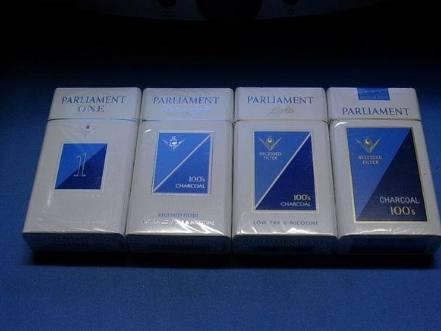 PARLIAMENT
ONE
1
PARLIAMENT
100's
CHARCOAL
RECESSED FILTER
PARLIAMENT
Lights
RECESSED
FILTER
100's
CHARCOAL
LOW TAR & NICOTINE
PARLIAMENT
RECESSED
FILTER
CHARCOAL
100's